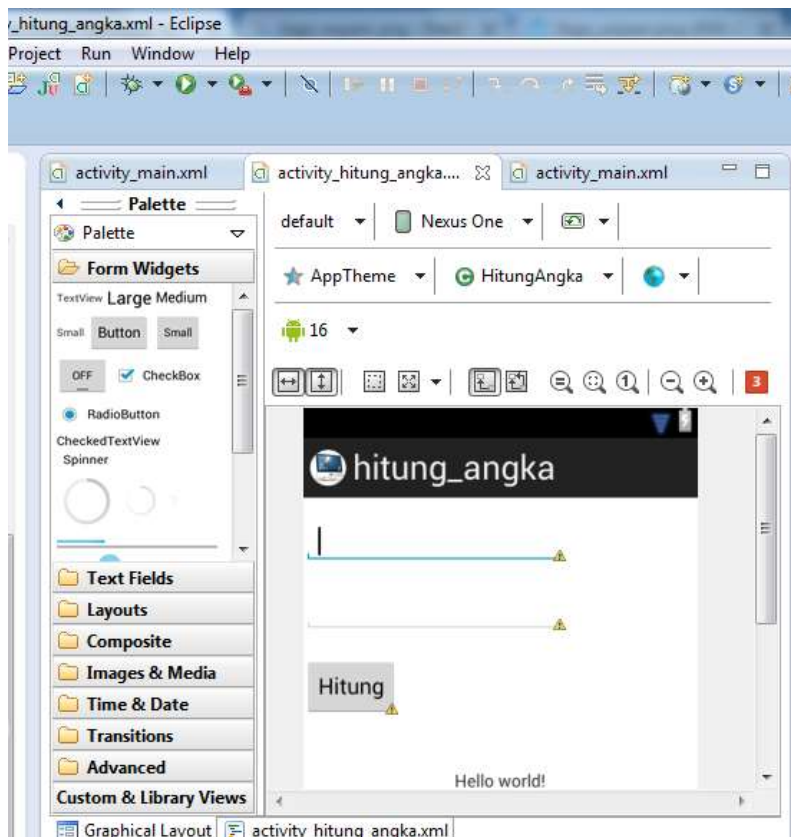 /_hitung_angka.xml - Eclipse
Project Run Window Help
activity_main.xml activity_hitung_angka.... activity_main.xml
Palette
Palette
Form Widgets
TextView Large Medium
Small Button Small
OFF CheckBox
RadioButton
CheckedTextView
Spinner
Text Fields
Layouts
Composite
Images & Media
Time & Date
Transitions
Advanced
Custom & Library Views
default Nexus One
AppTheme HitungAngka
16
3
hitung_angka
Hitung
Hello world!
Graphical Layout activity_hitung_angka.xml